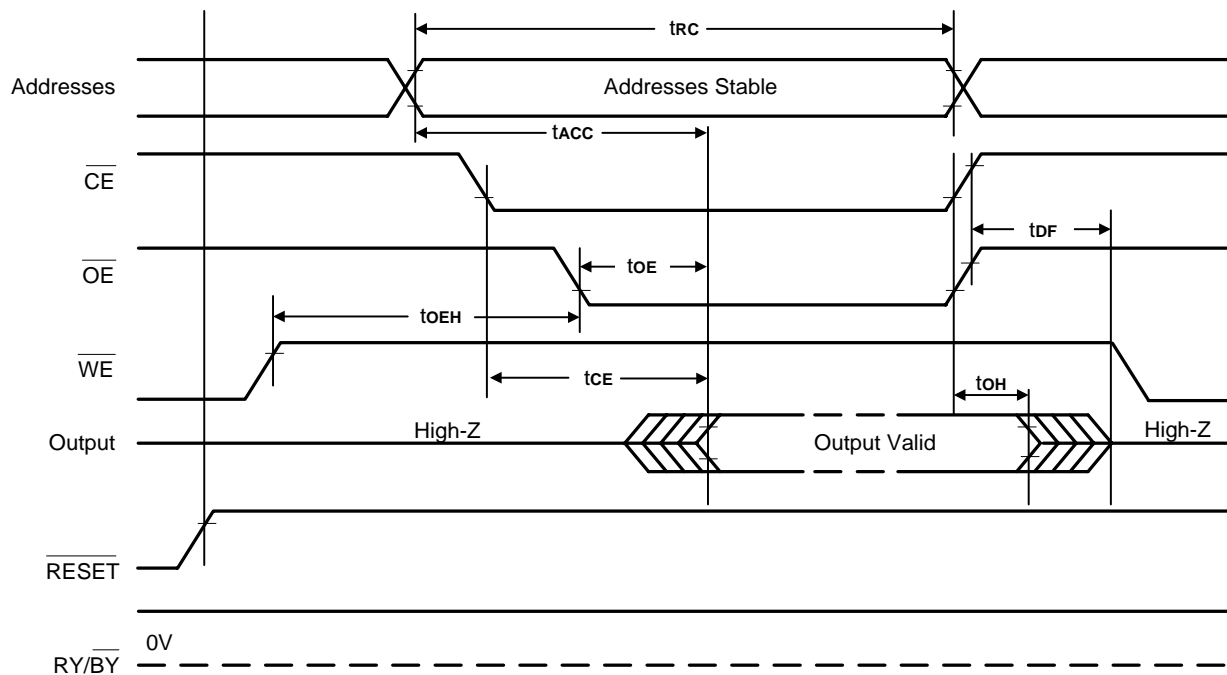 tRC
Addresses
Addresses Stable
tACC
CE
tDF
OE
tOE
tOEH
WE
tCE
tOH
Output
High-Z
Output Valid
High-Z
RESET
0V
RY/BY